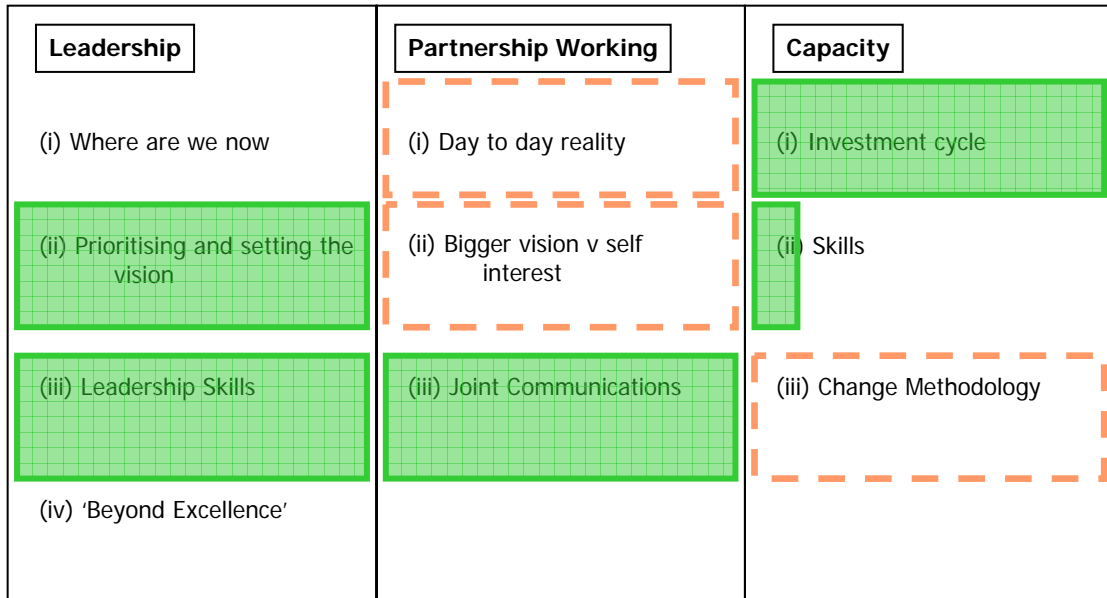 Leadership
(i) Where are we now
(ii) Prioritising and setting the
vision
(iii) Leadership Skills
(iv) ‘Beyond Excellence’
Partnership Working
(i) Day to day reality
(ii) Bigger vision v self
interest
(iii) Joint Communications
Capacity
(i) Investment cycle
(ii) Skills
(iii) Change Methodology